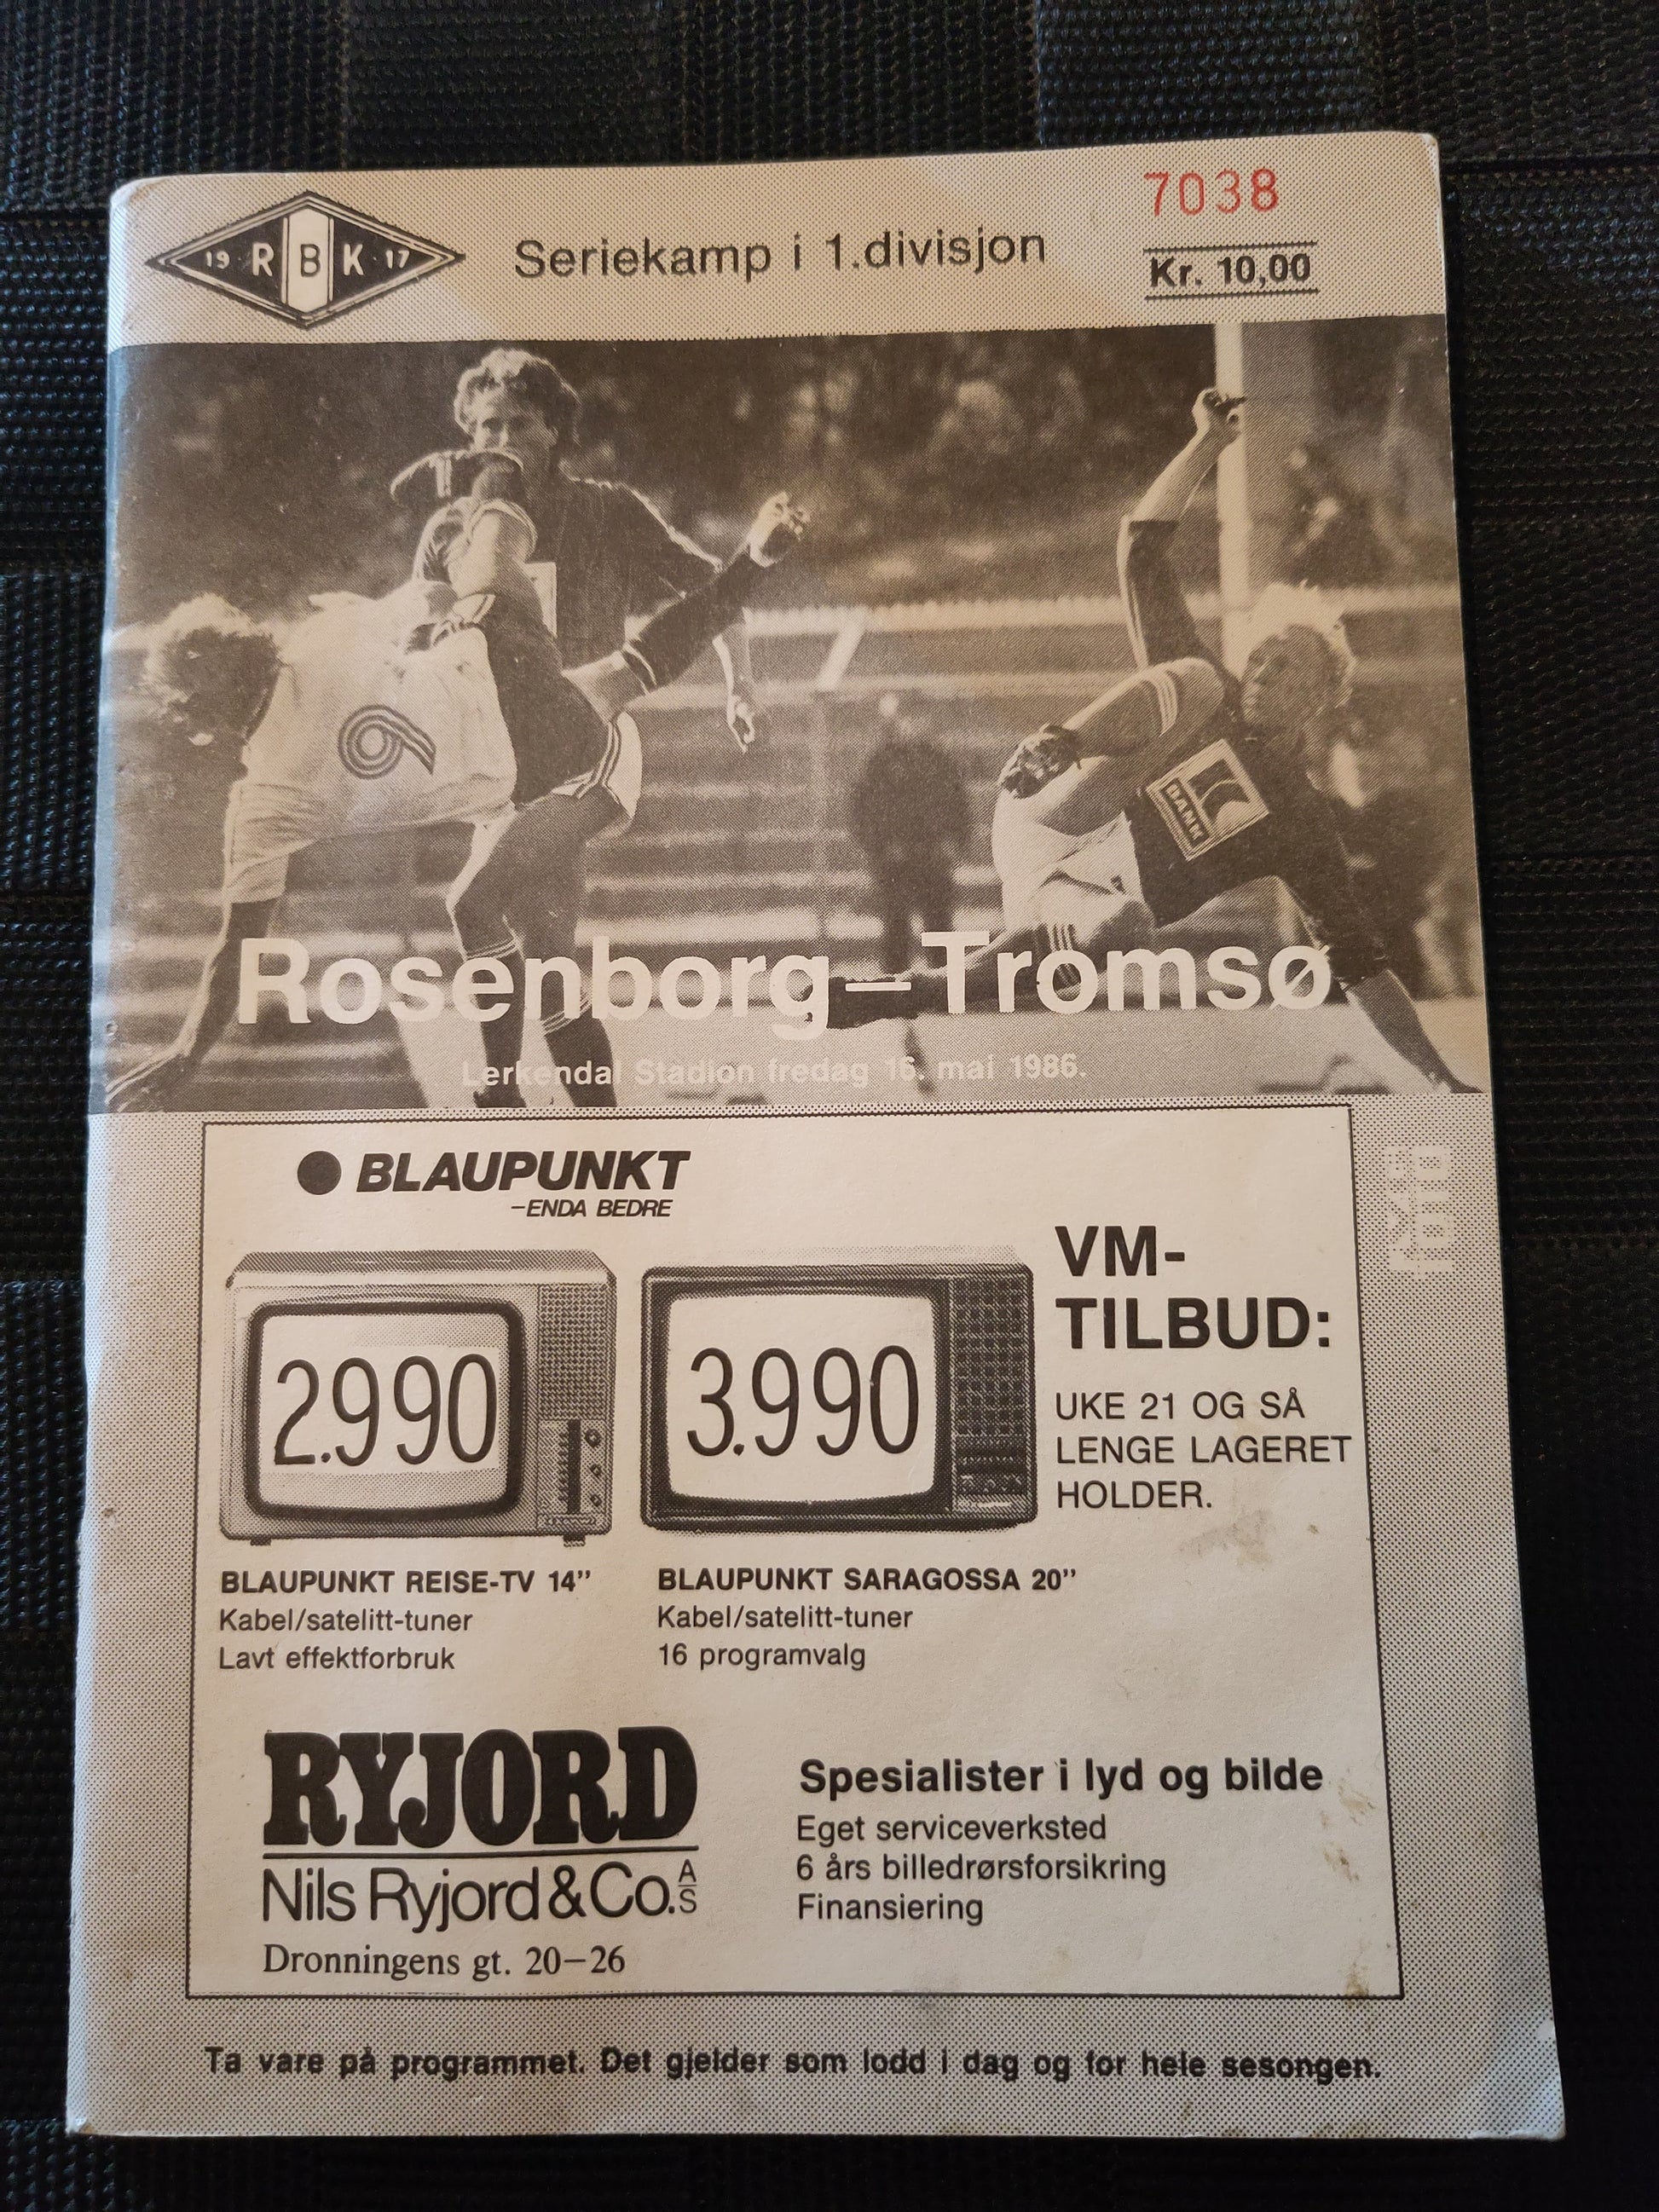 7038
19 RBK 17
Seriekamp i 1.divisjon
Kr. 10,00
6
BANK
Rosenborg–Tromsø
Lerkendal Stadion fredag 16. mai 1986.
BLAUPUNKT
–ENDA BEDRE
2.990
3.990
VM-
TILBUD:
UKE 21 OG SÅ
LENGE LAGERET
HOLDER.
BLAUPUNKT REISE-TV 14"
Kabel/satelitt-tuner
Lavt effektforbruk
BLAUPUNKT SARAGOSSA 20"
Kabel/satelitt-tuner
16 programvalg
RYJORD
Nils Ryjord & Co. A/S
Dronningens gt. 20–26
Spesialister i lyd og bilde
Eget serviceverksted
6 års billedrørsforsikring
Finansiering
Ta vare på programmet. Det gjelder som lodd i dag og for hele sesongen.